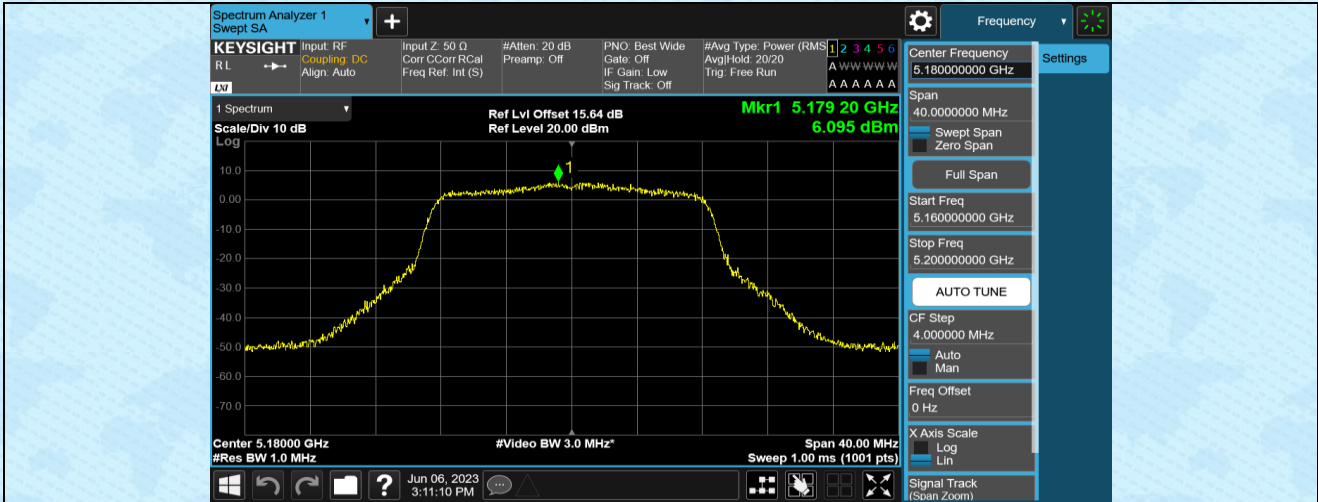 Spectrum Analyzer 1
Swept SA
+
Frequency
KEYSIGHT
RL
LXI
Input: RF
Coupling: DC
Align: Auto
Input Z: 50 Ω
Corr CCorr RCal
Freq Ref: Int (S)
#Atten: 20 dB
Preamp: Off
PNO: Best Wide
Gate: Off
IF Gain: Low
Sig Track: Off
#Avg Type: Power (RMS
Avg|Hold: 20/20
Trig: Free Run
1 2 3 4 5 6
A W W W W W
A A A A A A
1 Spectrum
Scale/Div 10 dB
Log
Ref Lvl Offset 15.64 dB
Ref Level 20.00 dBm
Mkr1 5.179 20 GHz
6.095 dBm
1
10.0
0.00
-10.0
-20.0
-30.0
-40.0
-50.0
-60.0
-70.0
Center 5.18000 GHz
#Res BW 1.0 MHz
#Video BW 3.0 MHz*
Span 40.00 MHz
Sweep 1.00 ms (1001 pts)
?
Jun 06, 2023
3:11:10 PM
Center Frequency
5.180000000 GHz
Span
40.0000000 MHz
Swept Span
Zero Span
Full Span
Start Freq
5.160000000 GHz
Stop Freq
5.200000000 GHz
AUTO TUNE
CF Step
4.000000 MHz
Auto
Man
Freq Offset
0 Hz
X Axis Scale
Log
Lin
Signal Track
(Span Zoom)
Settings